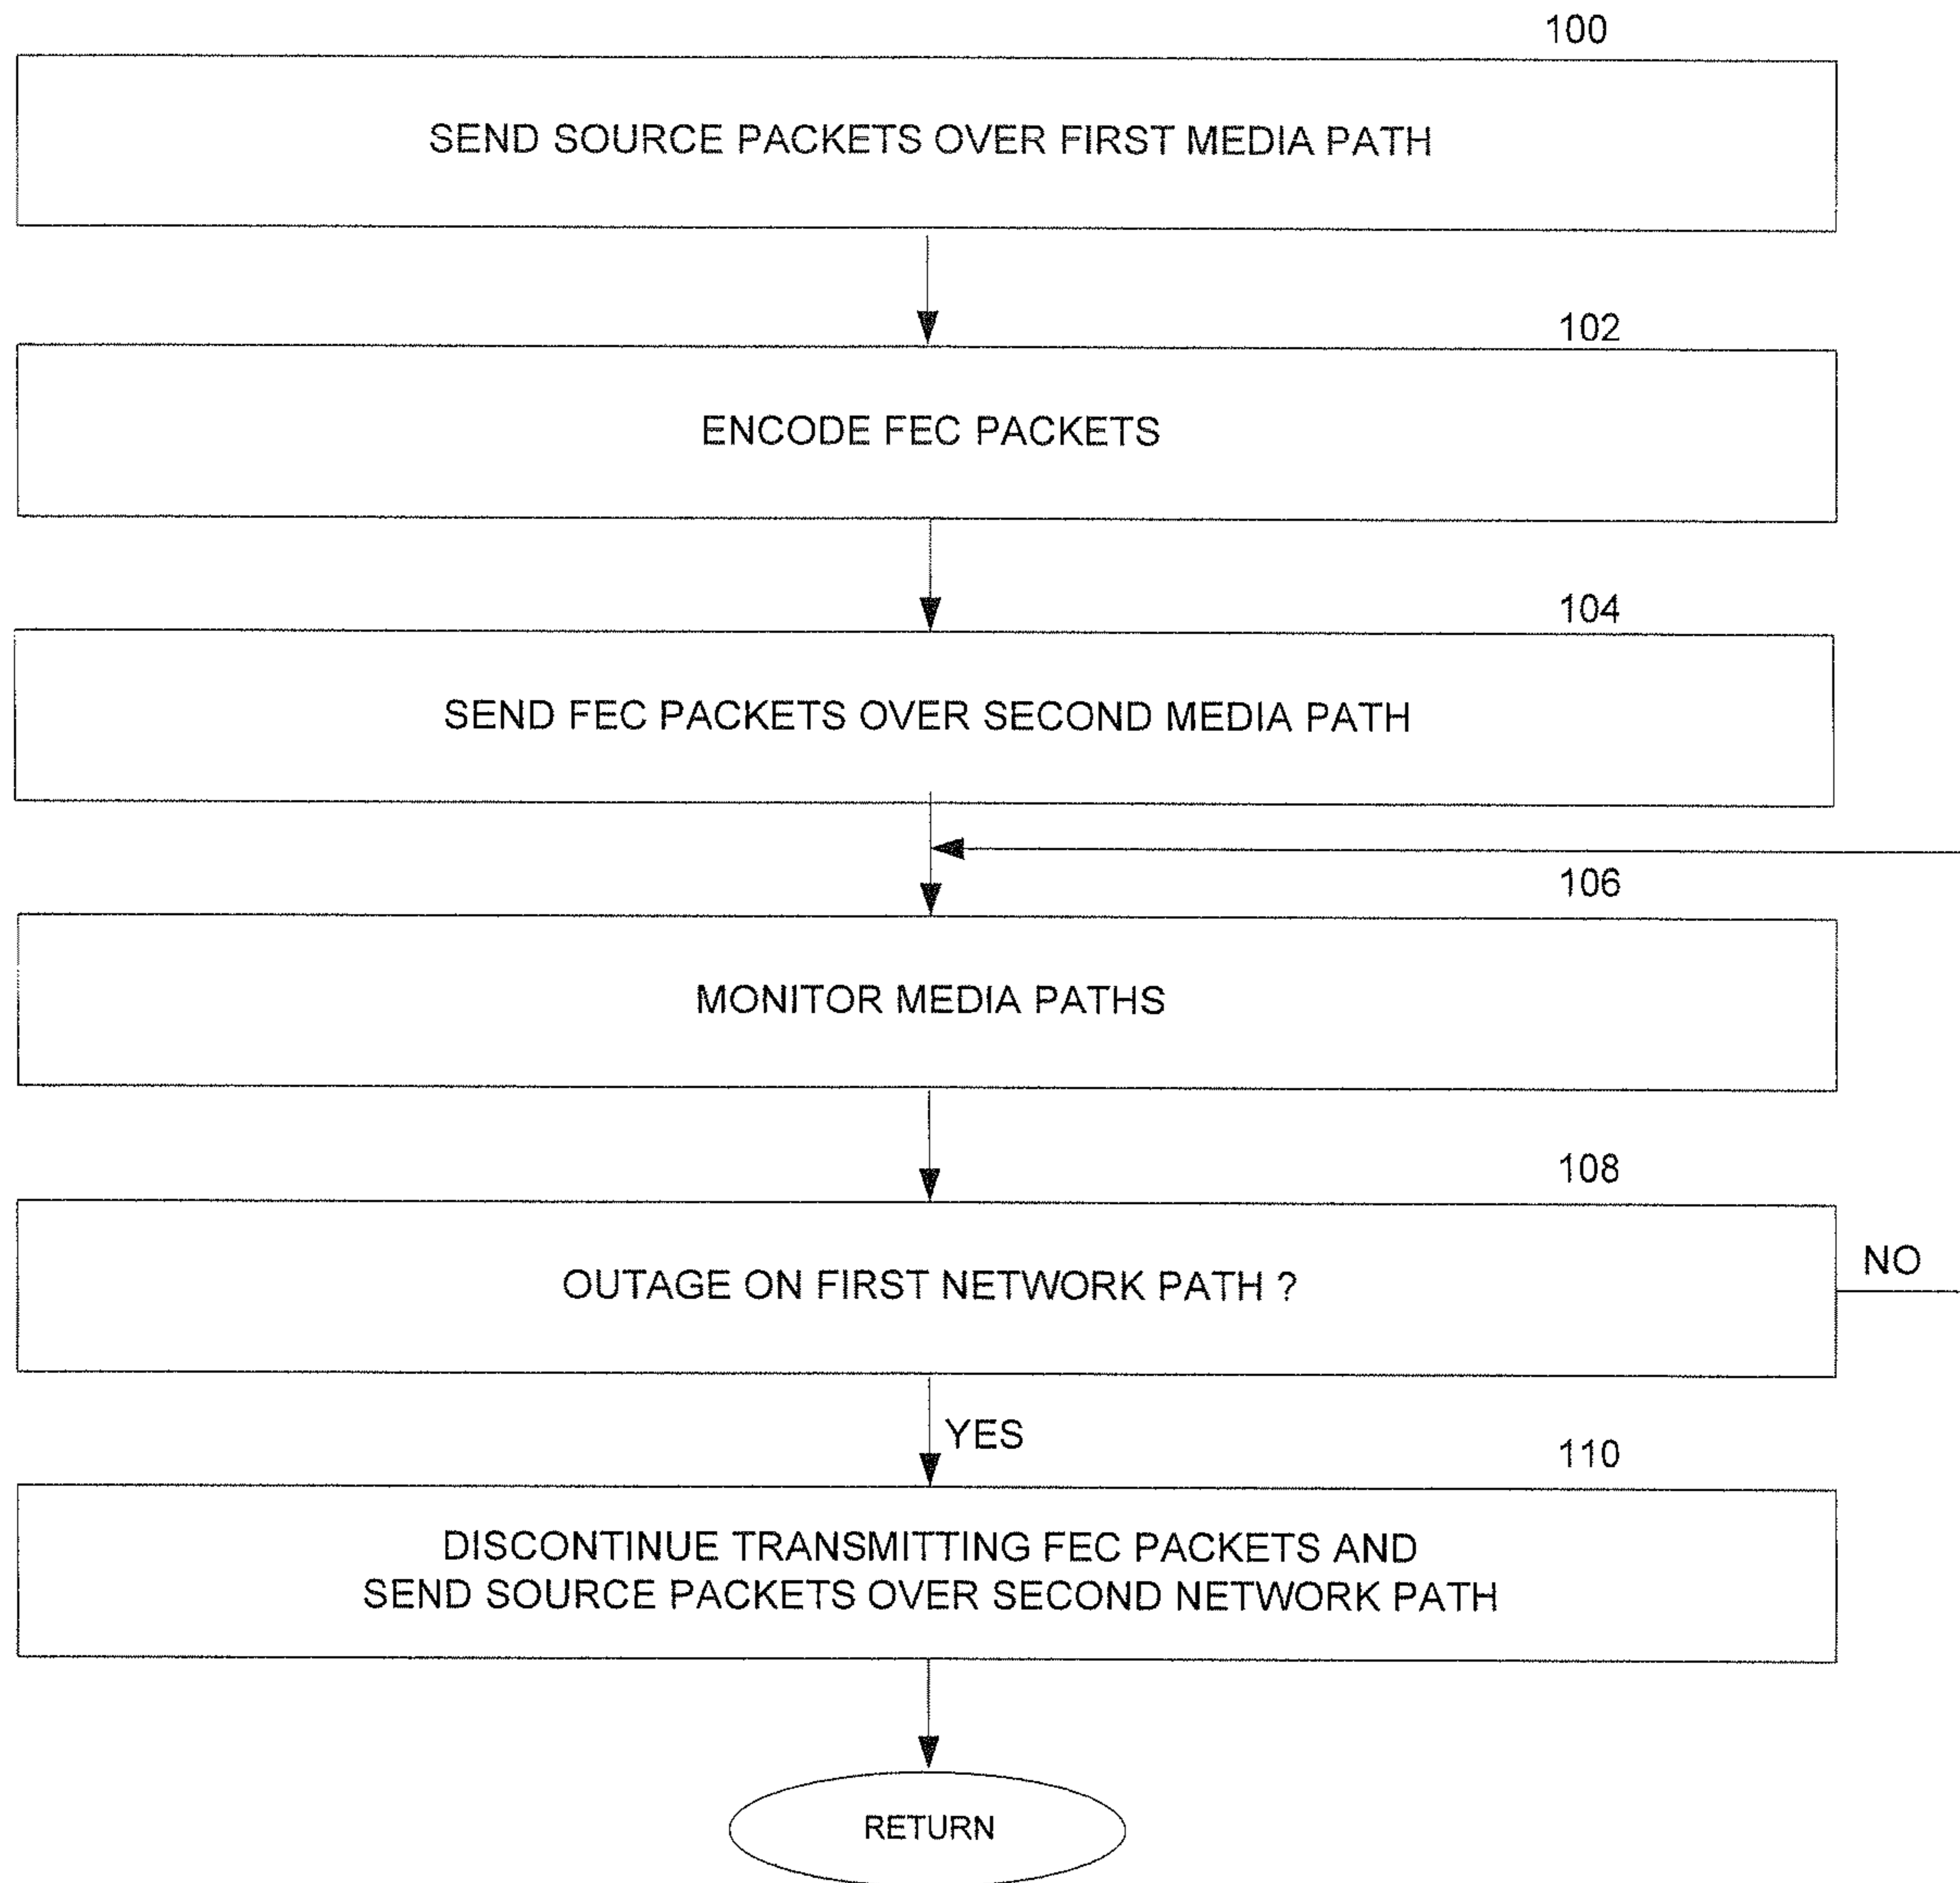 100
SEND SOURCE PACKETS OVER FIRST MEDIA PATH
102
ENCODE FEC PACKETS
104
SEND FEC PACKETS OVER SECOND MEDIA PATH
106
MONITOR MEDIA PATHS
108
OUTAGE ON FIRST NETWORK PATH ?
NO
YES
110
DISCONTINUE TRANSMITTING FEC PACKETS AND
SEND SOURCE PACKETS OVER SECOND NETWORK PATH
RETURN